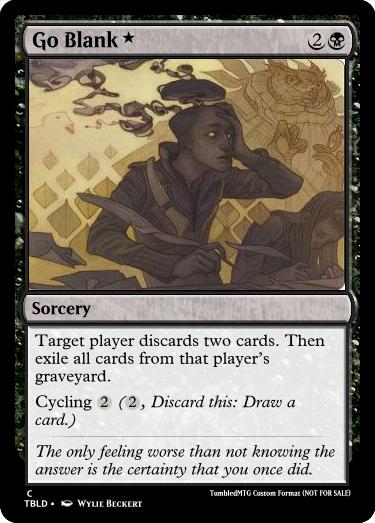 Go Blank★
2
Sorcery
Target player discards two cards. Then
exile all cards from that player's
graveyard.
Cycling 2 (2, Discard this: Draw a
card.)
The only feeling worse than not knowing the
answer is the certainty that you once did.
C
TumbledMTG Custom Format (NOT FOR SALE)
TBLD • Wylie Beckert